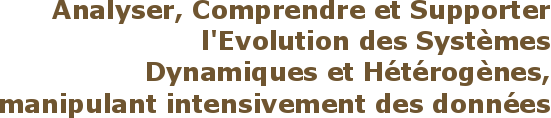 Analyser, Comprendre et Supporter
l'Evolution des Systèmes
Dynamiques et Hétérogènes,
manipulant intensivement des données